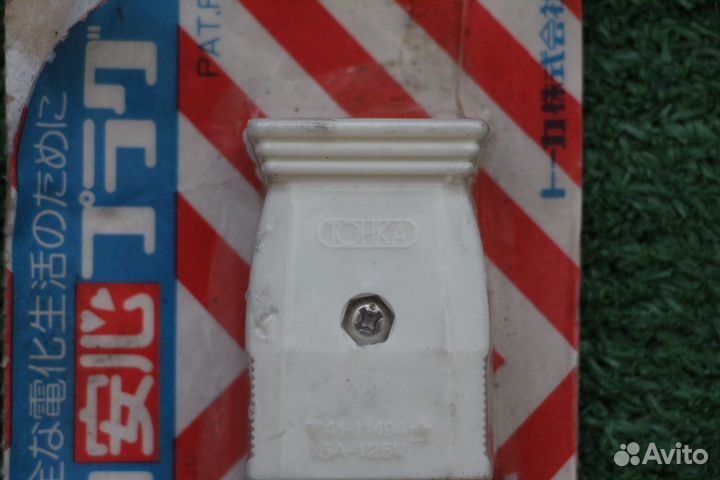 全な電化生活のために
安心
プラグ
PAT.P
トーカ株式会社
TOHKA
15A-125V
Avito